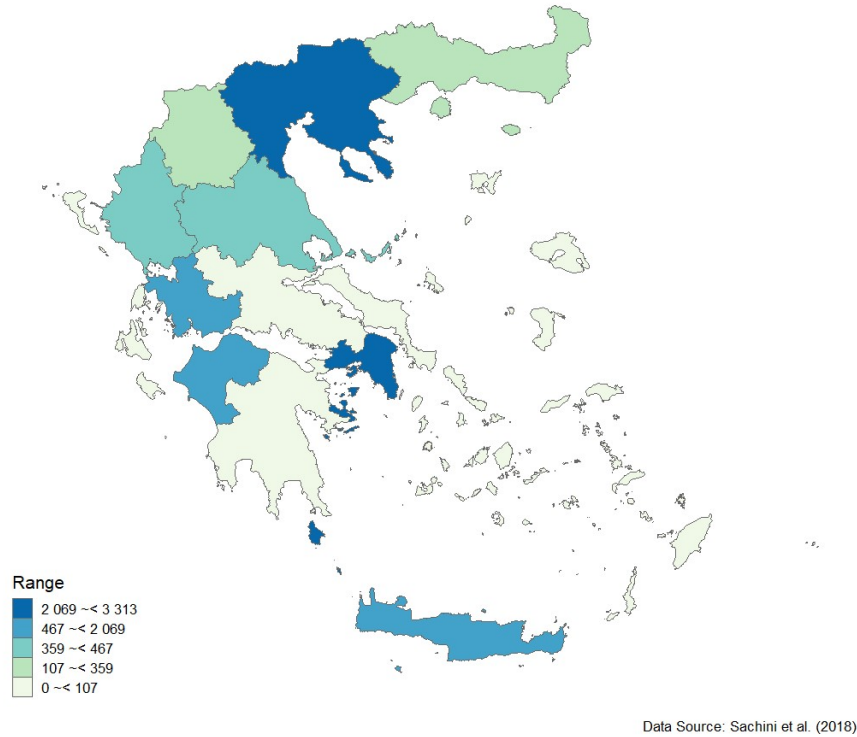 Range
2 069 ~< 3 313
467 ~< 2 069
359 ~< 467
107 ~< 359
0 ~< 107
Data Source: Sachini et al. (2018)